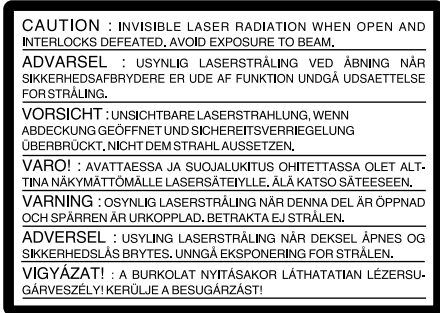 CAUTION : INVISIBLE LASER RADIATION WHEN OPEN AND
INTERLOCKS DEFEATED. AVOID EXPOSURE TO BEAM.
ADVARSEL : USYNLIG LASERSTRÅLING VED ÅBNING NÅR
SIKKERHEDSAFBRYDERE ER UDE AF FUNKTION UNDGÅ UDSAETTELSE
FOR STRÅLING.
VORSICHT : UNSICHTBARE LASERSTRAHLUNG, WENN
ABDECKUNG GEÖFFNET UND SICHEREITSVERRIEGELUNG
ÜBERBRÜCKT. NICHT DEM STRAHL AUSSETZEN.
VARO! : AVATTAESSA JA SUOJALUKITUS OHITETTASSA OLET ALT-
TINA NÄKYMÄTTÖMÄLLE LASERSÄTEIYLLE. ÄLÄ KATSO SÄTEESEEN.
VARNING : OSYNLIG LASERSTRÅLING NÄR DENNA DEL ÄR ÖPPNAD
OCH SPÄRREN ÄR URKOPPLAD. BETRAKTA EJ STRÅLEN.
ADVERSEL : USYLING LASERSTRÅLING NÅR DEKSEL ÅPNES OG
SIKKERHEDSLÅS BRYTES. UNNGÅ EKSPONERING FOR STRÅLEN.
VIGYÁZAT! : A BURKOLAT NYITÁSAKOR LÁTHATATIAN LÉZERSU-
GÁRVESZÉLY! KERÜLJE A BESUGÁRZÁST!